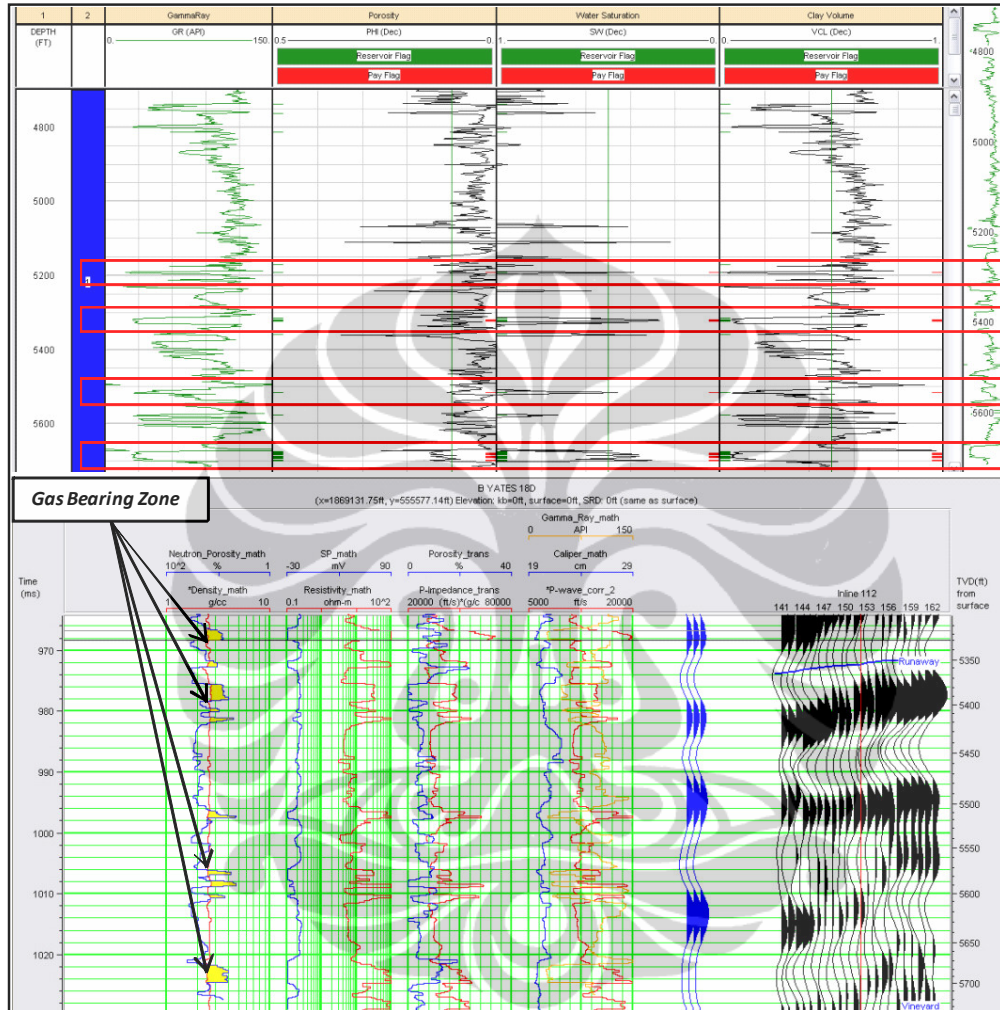 1 2 GammaRay Porosity Water Saturation Clay Volume
DEPTH (FT) GR (API) PHI (Dec) SW (Dec) VCL (Dec)
0. 150. 0.5 0. 1. 0. 0. 1.
Reservoir Flag Reservoir Flag Reservoir Flag
Pay Flag Pay Flag Pay Flag
4800
5000
5200
5400
5600
4800
5000
5200
5400
5600
Gas Bearing Zone
B YATES 18D
(x=1869131.75ft, y=555577.14ft) Elevation: kb=0ft, surface=0ft, SRD: 0ft (same as surface)
Gamma_Ray_math
0 API 150
Neutron_Porosity_math SP_math Porosity_trans Caliper_math
10^2 % 1 -30 mV 90 0 % 40 19 cm 29
*Density_math Resistivity_math P-Impedance_trans *P-wave_corr_2
1 g/cc 10 0.1 ohm-m 10^2 20000 (ft/s)*(g/c 80000 5000 ft/s 20000
Time (ms)
TVD(ft) from surface
Inline 112
141 144 147 150 153 156 159 162
970
980
990
1000
1010
1020
Runaway
5350
5400
5450
5500
5550
5600
5650
5700
Vineyard